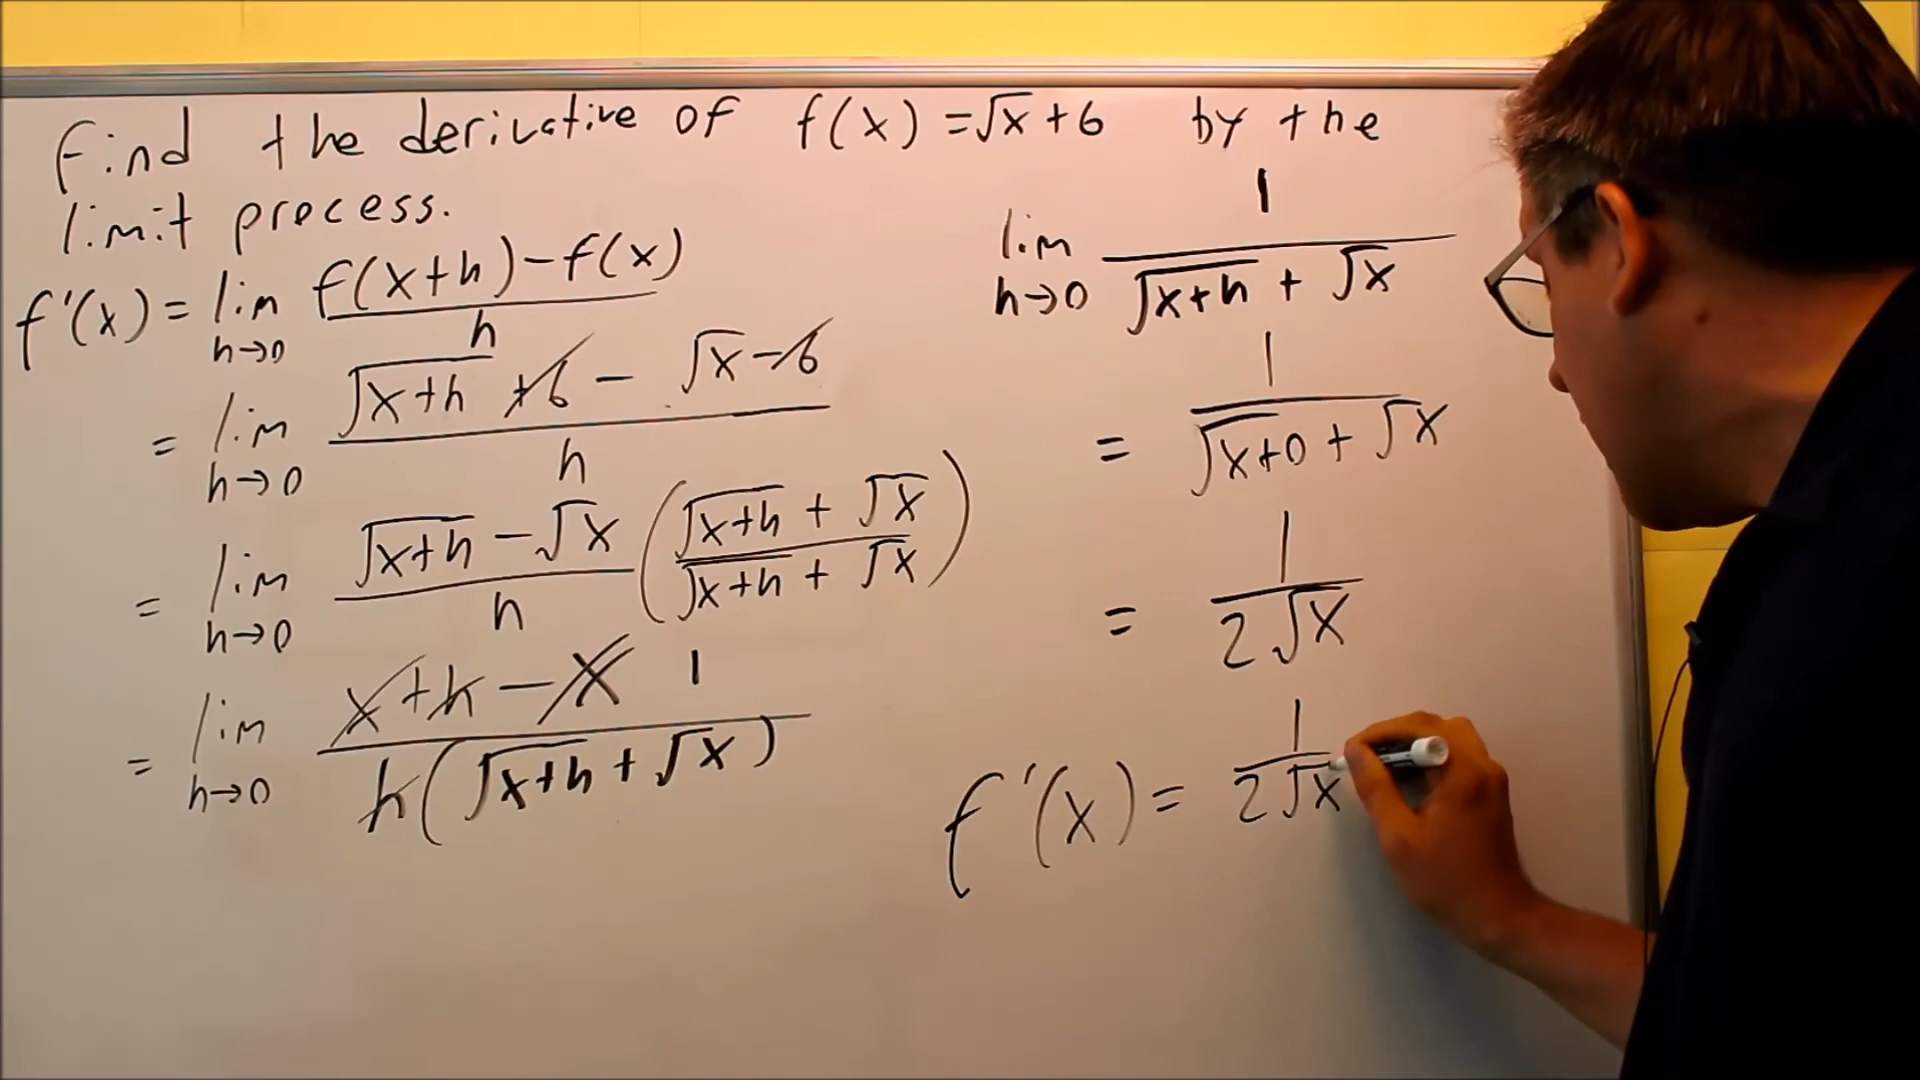 Find the derivative of f(x) = √x + 6 by the
limit process.
f'(x) = lim h→0 f(x+h) - f(x) / h
= lim h→0 √x+h +6 - √x - 6 / h
= lim h→0 √x+h - √x / h (√x+h + √x / √x+h + √x)
= lim h→0 x+h - x 1 / h(√x+h + √x)
lim h→0 1 / √x+h + √x
= 1 / √x+0 + √x
= 1 / 2√x
f'(x) = 1 / 2√x